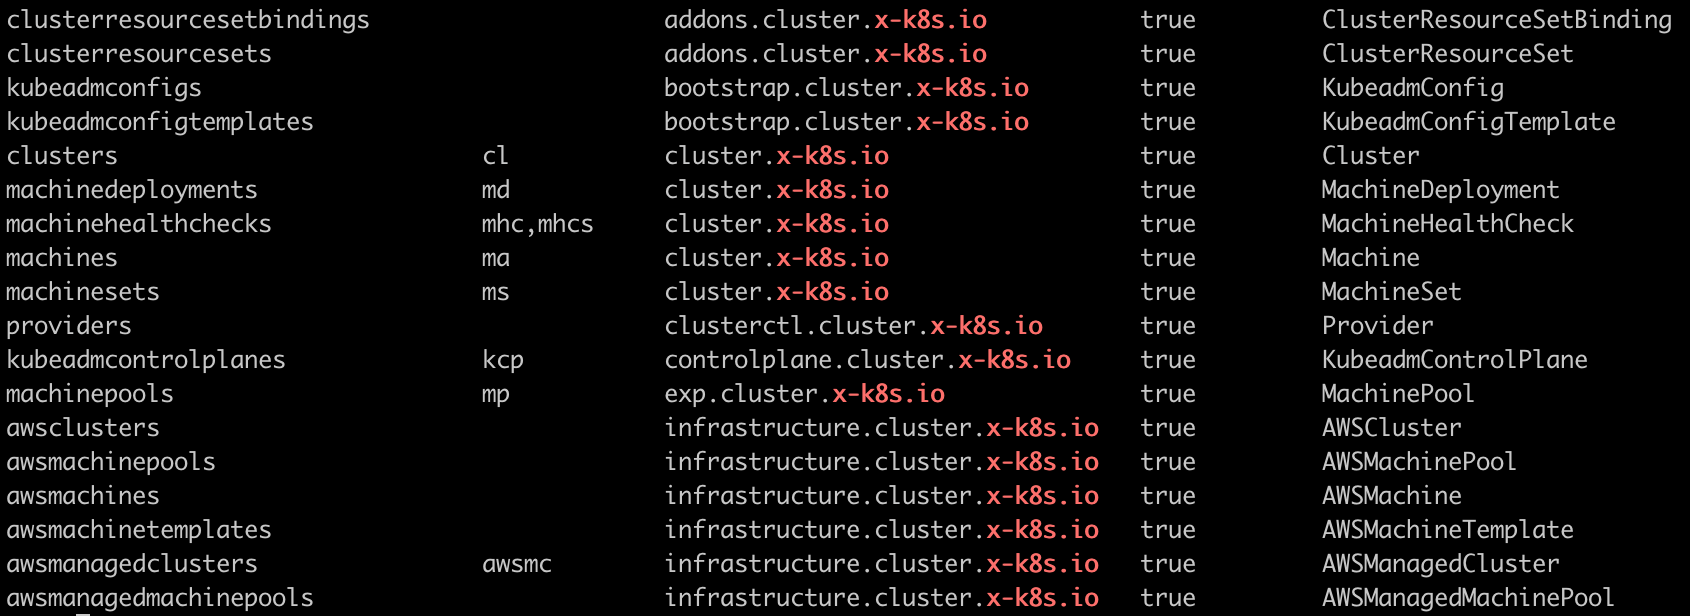 clusterresourcesetbindings addons.cluster.x-k8s.io true ClusterResourceSetBinding
clusterresourcesets addons.cluster.x-k8s.io true ClusterResourceSet
kubeadmconfigs bootstrap.cluster.x-k8s.io true KubeadmConfig
kubeadmconfigtemplates bootstrap.cluster.x-k8s.io true KubeadmConfigTemplate
clusters cl cluster.x-k8s.io true Cluster
machinedeployments md cluster.x-k8s.io true MachineDeployment
machinehealthchecks mhc,mhcs cluster.x-k8s.io true MachineHealthCheck
machines ma cluster.x-k8s.io true Machine
machinesets ms cluster.x-k8s.io true MachineSet
providers clusterctl.cluster.x-k8s.io true Provider
kubeadmcontrolplanes kcp controlplane.cluster.x-k8s.io true KubeadmControlPlane
machinepools mp exp.cluster.x-k8s.io true MachinePool
awsclusters infrastructure.cluster.x-k8s.io true AWSCluster
awsmachinepools infrastructure.cluster.x-k8s.io true AWSMachinePool
awsmachines infrastructure.cluster.x-k8s.io true AWSMachine
awsmachinetemplates infrastructure.cluster.x-k8s.io true AWSMachineTemplate
awsmanagedclusters awsmc infrastructure.cluster.x-k8s.io true AWSManagedCluster
awsmanagedmachinepools infrastructure.cluster.x-k8s.io true AWSManagedMachinePool